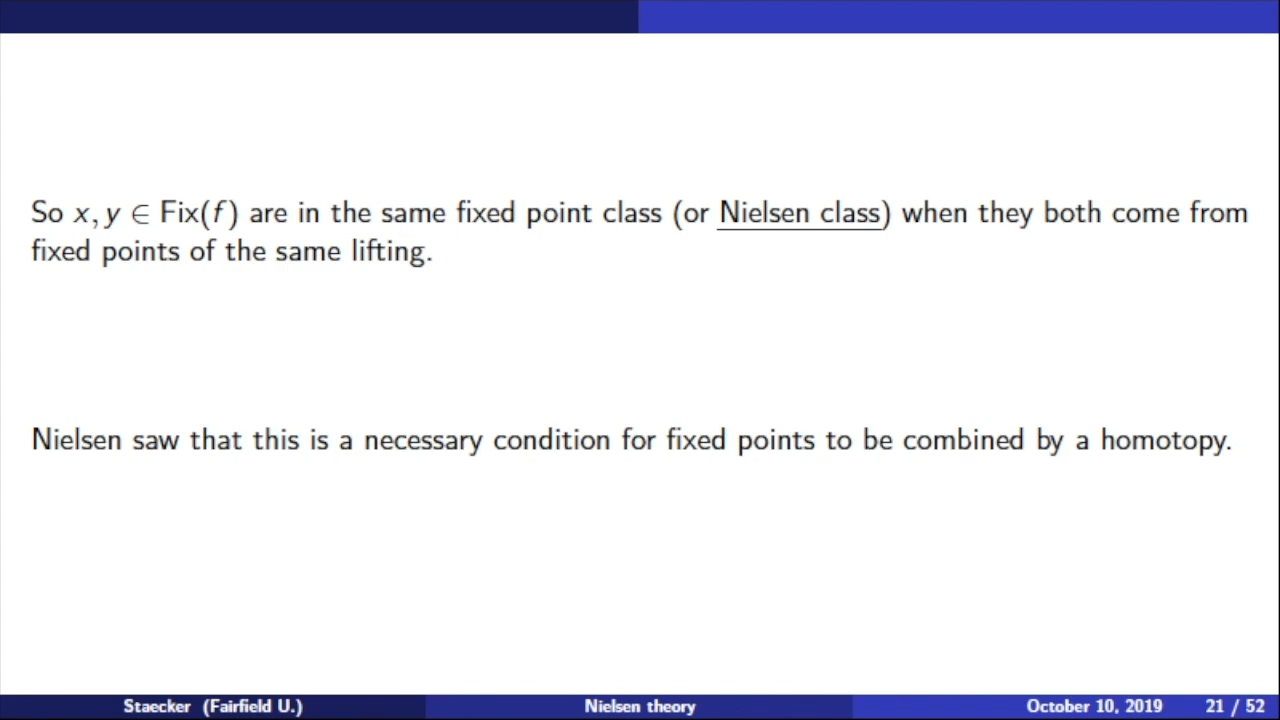 So x, y ∈ Fix(f) are in the same fixed point class (or Nielsen class) when they both come from
fixed points of the same lifting.
Nielsen saw that this is a necessary condition for fixed points to be combined by a homotopy.
Staecker (Fairfield U.) Nielsen theory October 10, 2019 21 / 52